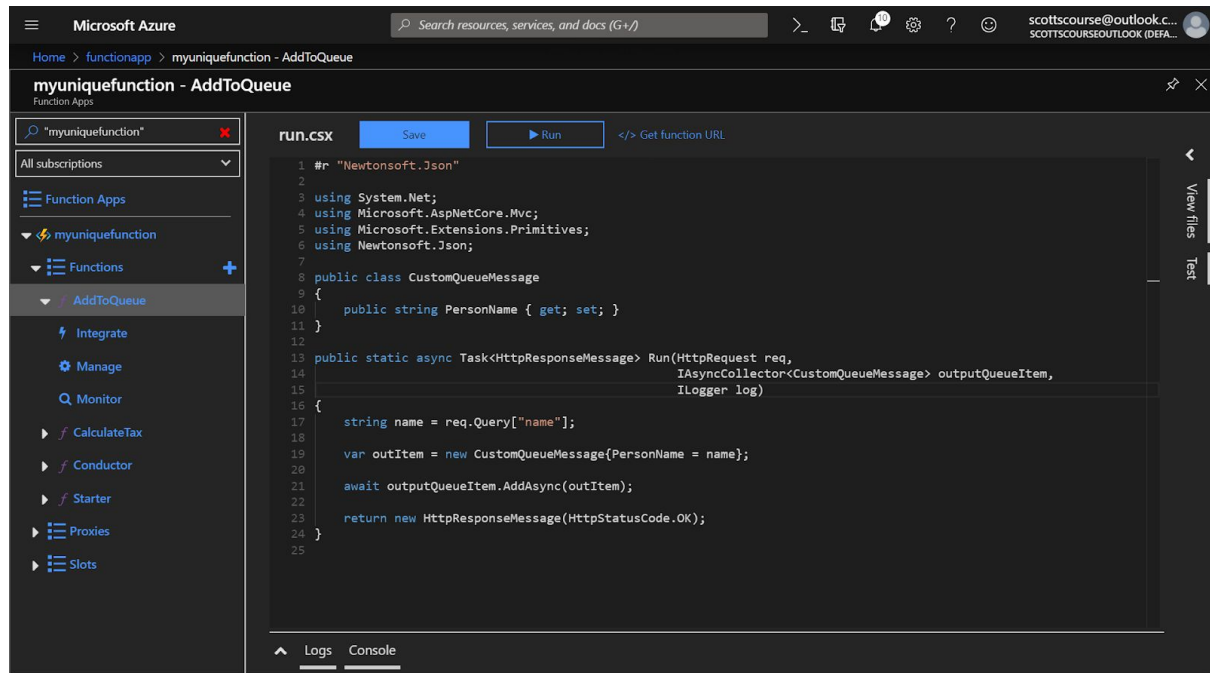 Microsoft Azure
Search resources, services, and docs (G+/)
10
scottscourse@outlook.c...
SCOTTSCOURSEOUTLOOK (DEFA...
Home > functionapp > myuniquefunction - AddToQueue
myuniquefunction - AddToQueue
Function Apps
"myuniquefunction"
All subscriptions
Function Apps
myuniquefunction
Functions
AddToQueue
Integrate
Manage
Monitor
CalculateTax
Conductor
Starter
Proxies
Slots
run.csx
Save
Run
</> Get function URL
1 #r "Newtonsoft.Json"
2
3 using System.Net;
4 using Microsoft.AspNetCore.Mvc;
5 using Microsoft.Extensions.Primitives;
6 using Newtonsoft.Json;
7
8 public class CustomQueueMessage
9 {
10     public string PersonName { get; set; }
11 }
12
13 public static async Task<HttpResponseMessage> Run(HttpRequest req,
14                                                   IAsyncCollector<CustomQueueMessage> outputQueueItem,
15                                                   ILogger log)
16 {
17     string name = req.Query["name"];
18
19     var outItem = new CustomQueueMessage{PersonName = name};
20
21     await outputQueueItem.AddAsync(outItem);
22
23     return new HttpResponseMessage(HttpStatusCode.OK);
24 }
25
View files
Test
Logs
Console